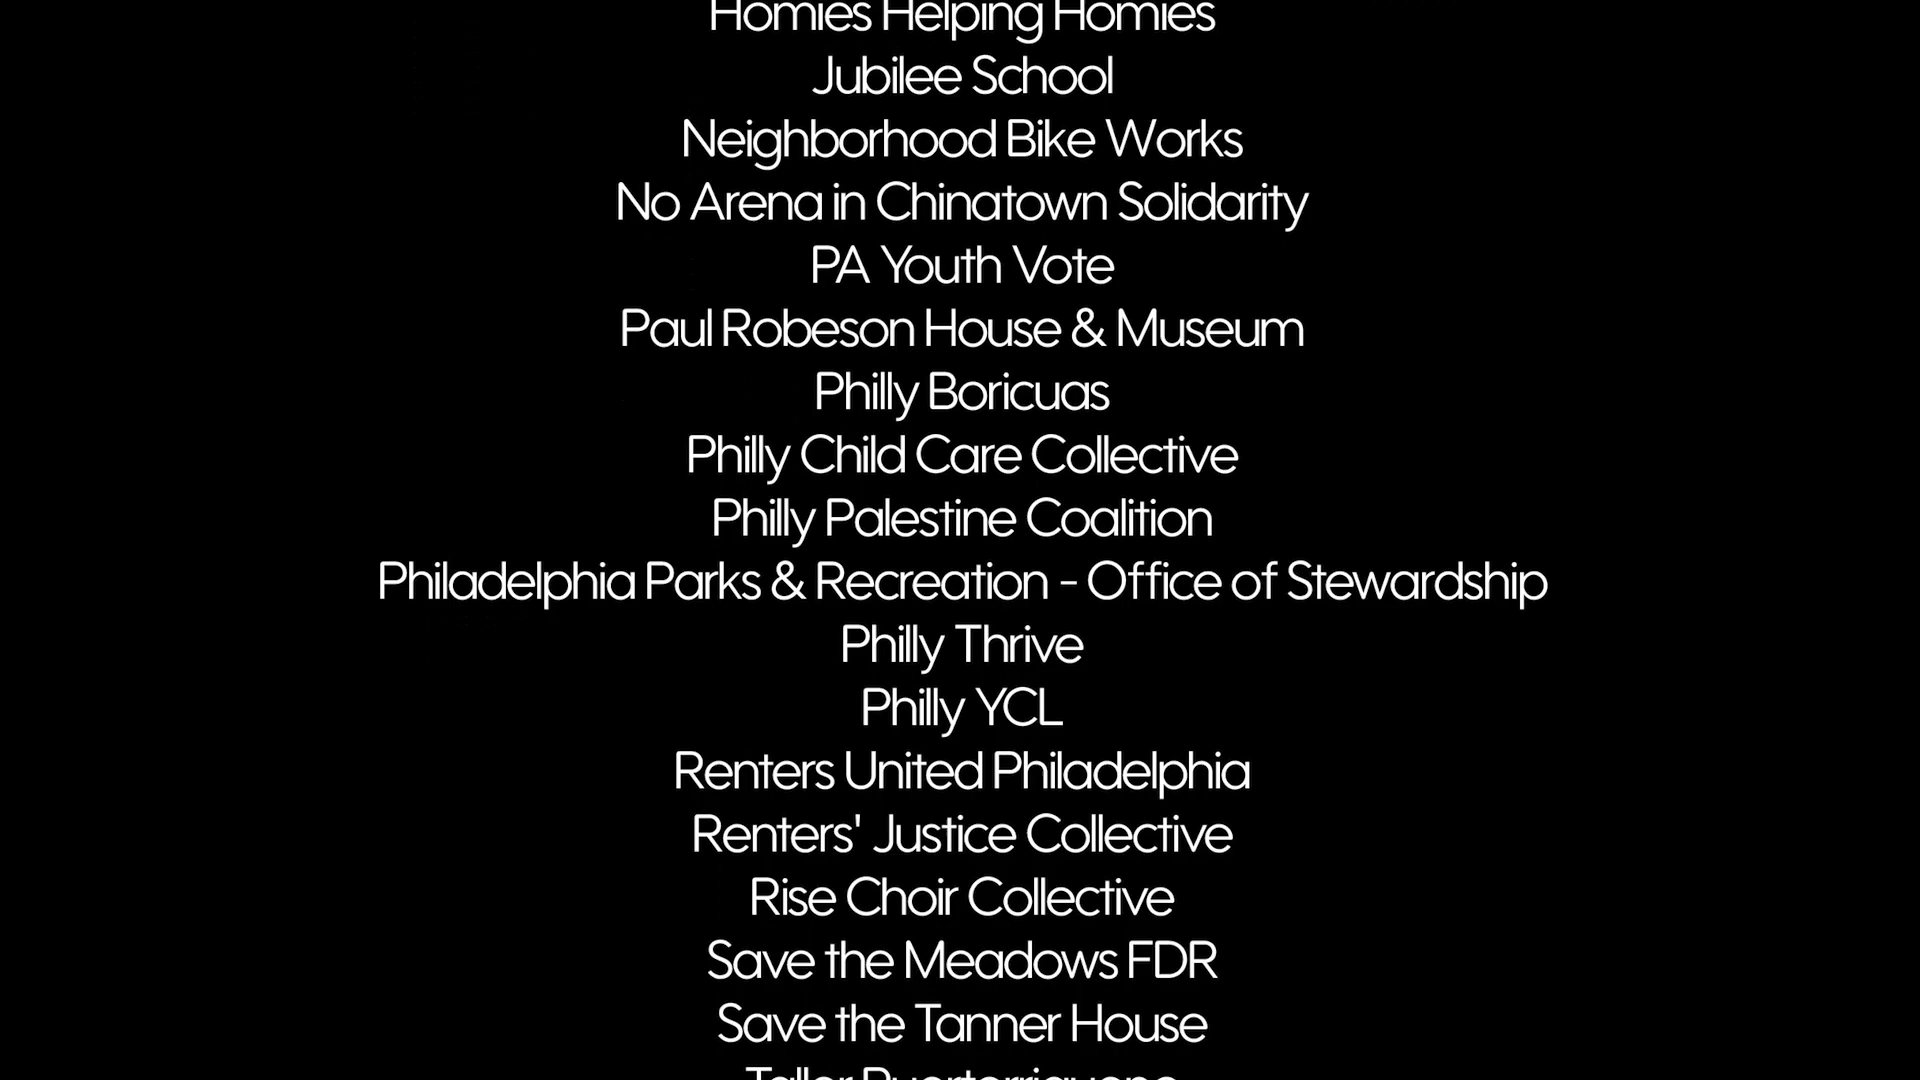 Homies Helping Homies
Jubilee School
Neighborhood Bike Works
No Arena in Chinatown Solidarity
PA Youth Vote
Paul Robeson House & Museum
Philly Boricuas
Philly Child Care Collective
Philly Palestine Coalition
Philadelphia Parks & Recreation - Office of Stewardship
Philly Thrive
Philly YCL
Renters United Philadelphia
Renters' Justice Collective
Rise Choir Collective
Save the Meadows FDR
Save the Tanner House
Taller Puertorriqueno